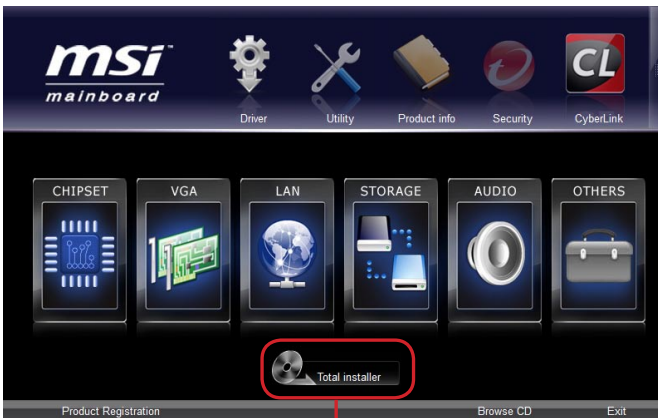 msi
mainboard
Driver
Utility
Product info
Security
CL
CyberLink
CHIPSET
VGA
LAN
STORAGE
AUDIO
OTHERS
Total installer
Product Registration
Browse CD
Exit